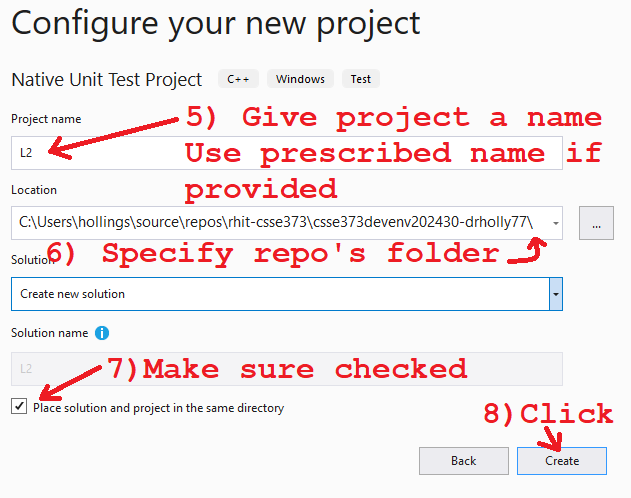 Configure your new project
Native Unit Test Project C++ Windows Test
Project name
5) Give project a name
L2
Use prescribed name if
provided
Location
C:\Users\hollings\source\repos\rhit-csse373\csse373devenv202430-drholly77\ ...
6) Specify repo's folder
Solution
Create new solution
Solution name
L2
7)Make sure checked
Place solution and project in the same directory
8)Click
Back Create